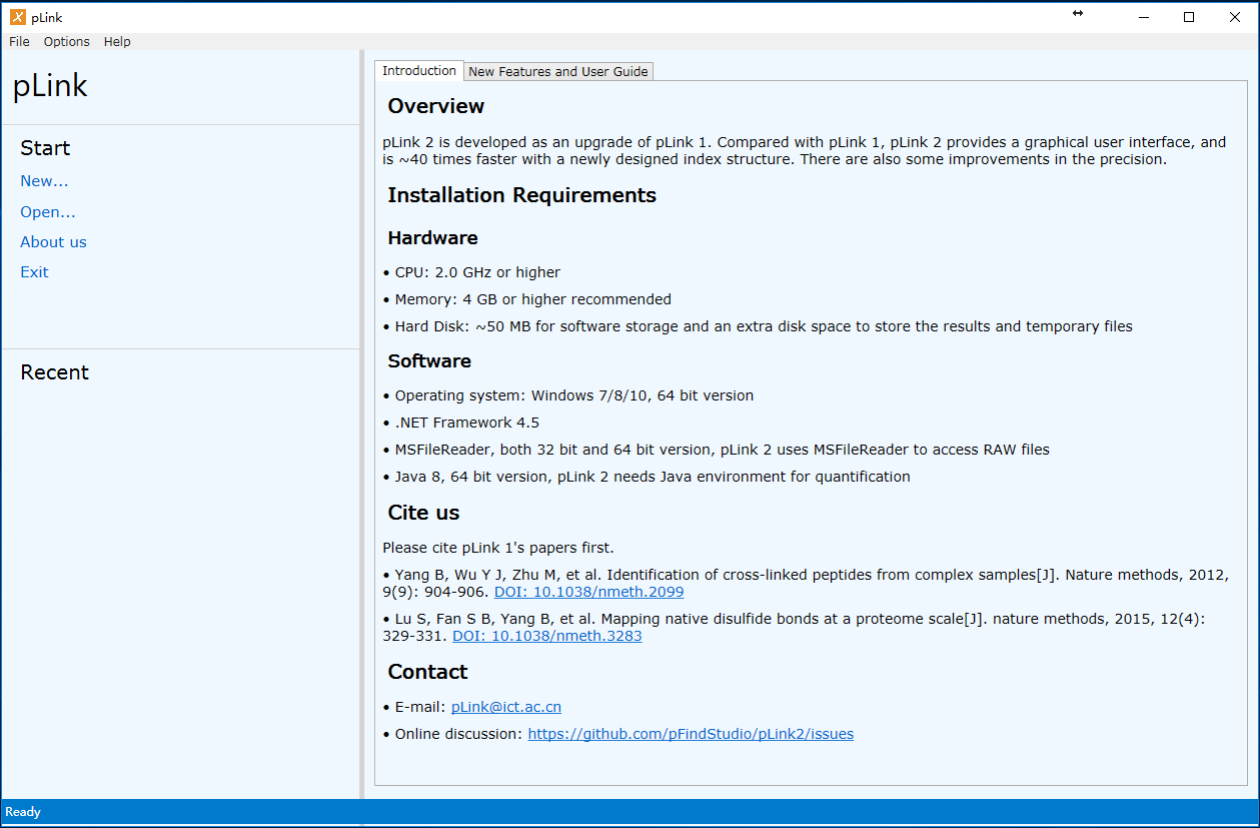 pLink
File Options Help
pLink
Start
New...
Open...
About us
Exit
Recent
Introduction New Features and User Guide
Overview
pLink 2 is developed as an upgrade of pLink 1. Compared with pLink 1, pLink 2 provides a graphical user interface, and
is ~40 times faster with a newly designed index structure. There are also some improvements in the precision.
Installation Requirements
Hardware
• CPU: 2.0 GHz or higher
• Memory: 4 GB or higher recommended
• Hard Disk: ~50 MB for software storage and an extra disk space to store the results and temporary files
Software
• Operating system: Windows 7/8/10, 64 bit version
• .NET Framework 4.5
• MSFileReader, both 32 bit and 64 bit version, pLink 2 uses MSFileReader to access RAW files
• Java 8, 64 bit version, pLink 2 needs Java environment for quantification
Cite us
Please cite pLink 1's papers first.
• Yang B, Wu Y J, Zhu M, et al. Identification of cross-linked peptides from complex samples[J]. Nature methods, 2012,
9(9): 904-906. DOI: 10.1038/nmeth.2099
• Lu S, Fan S B, Yang B, et al. Mapping native disulfide bonds at a proteome scale[J]. nature methods, 2015, 12(4):
329-331. DOI: 10.1038/nmeth.3283
Contact
• E-mail: pLink@ict.ac.cn
• Online discussion: https://github.com/pFindStudio/pLink2/issues
Ready